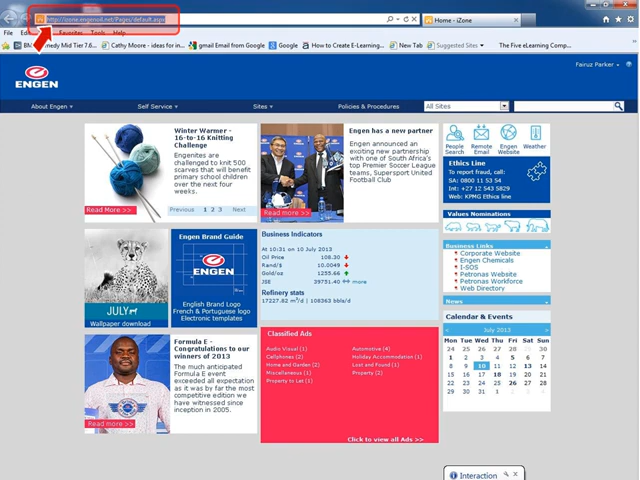 http://izone.engenoil.net/Pages/default.aspx
Home - iZone
File
Favorites
Tools
Help
Cathy Moore - ideas for in...
gmail Email from Google
Google
How to Create E-Learning...
New Tab
Suggested Sites
The Five eLearning Comp...
Fairuz Parker
ENGEN
About Engen
Self Service
Sites
Policies & Procedures
All Sites
Winter Warmer -
16-to-16 Knitting
Challenge
Engenites are
challenged to knit 500
scarves that will benefit
primary school children
over the next four
weeks.
Read More >>
Previous 1 2 3 Next
Engen has a new partner
Engen announced an
exciting new partnership
with one of South Africa's
top Premier Soccer League
teams, Supersport United
Football Club
Read more >>
People
Search
Remote
Email
Engen
Website
Weather
Ethics Line
To report fraud, call:
SA: 0800 11 53 54
Int: +27 12 543 5829
Web: KPMG Ethics line
Values Nominations
JULY
Wallpaper download
Engen Brand Guide
ENGEN
English Brand Logo
French & Portuguese logo
Electronic templates
Business Indicators
At 10:31 on 10 July 2013
Oil Price 108.30
Rand/$ 10.0049
Gold/oz 1255.66
JSE 39751.40 more
Refinery stats
17227.82 m³/d | 108363 bbls/d
Business Links
Corporate Website
Engen Chemicals
I-SOS
Petronas Website
Petronas Workforce
Web Directory
News
Formula E -
Congratulations to our
winners of 2013
The much anticipated
Formula E event
exceeded all expectation
as it was by far the most
competitive edition we
have witnessed since
inception in 2005.
Read more >>
Classified Ads
Audio Visual (1)
Cellphones (2)
Home and Garden (2)
Miscellaneous (1)
Property to Let (1)
Automotive (4)
Holiday Accommodation (1)
Lost and Found (1)
Property (2)
Click to view all Ads >>
Calendar & Events
July 2013
Mon Tue Wed Thu Fri Sat Sun
24 25 26 27 28 29 30
1 2 3 4 5 6 7
8 9 10 11 12 13 14
15 16 17 18 19 20 21
22 23 24 25 26 27 28
29 30 31 1 2 3 4
Interaction